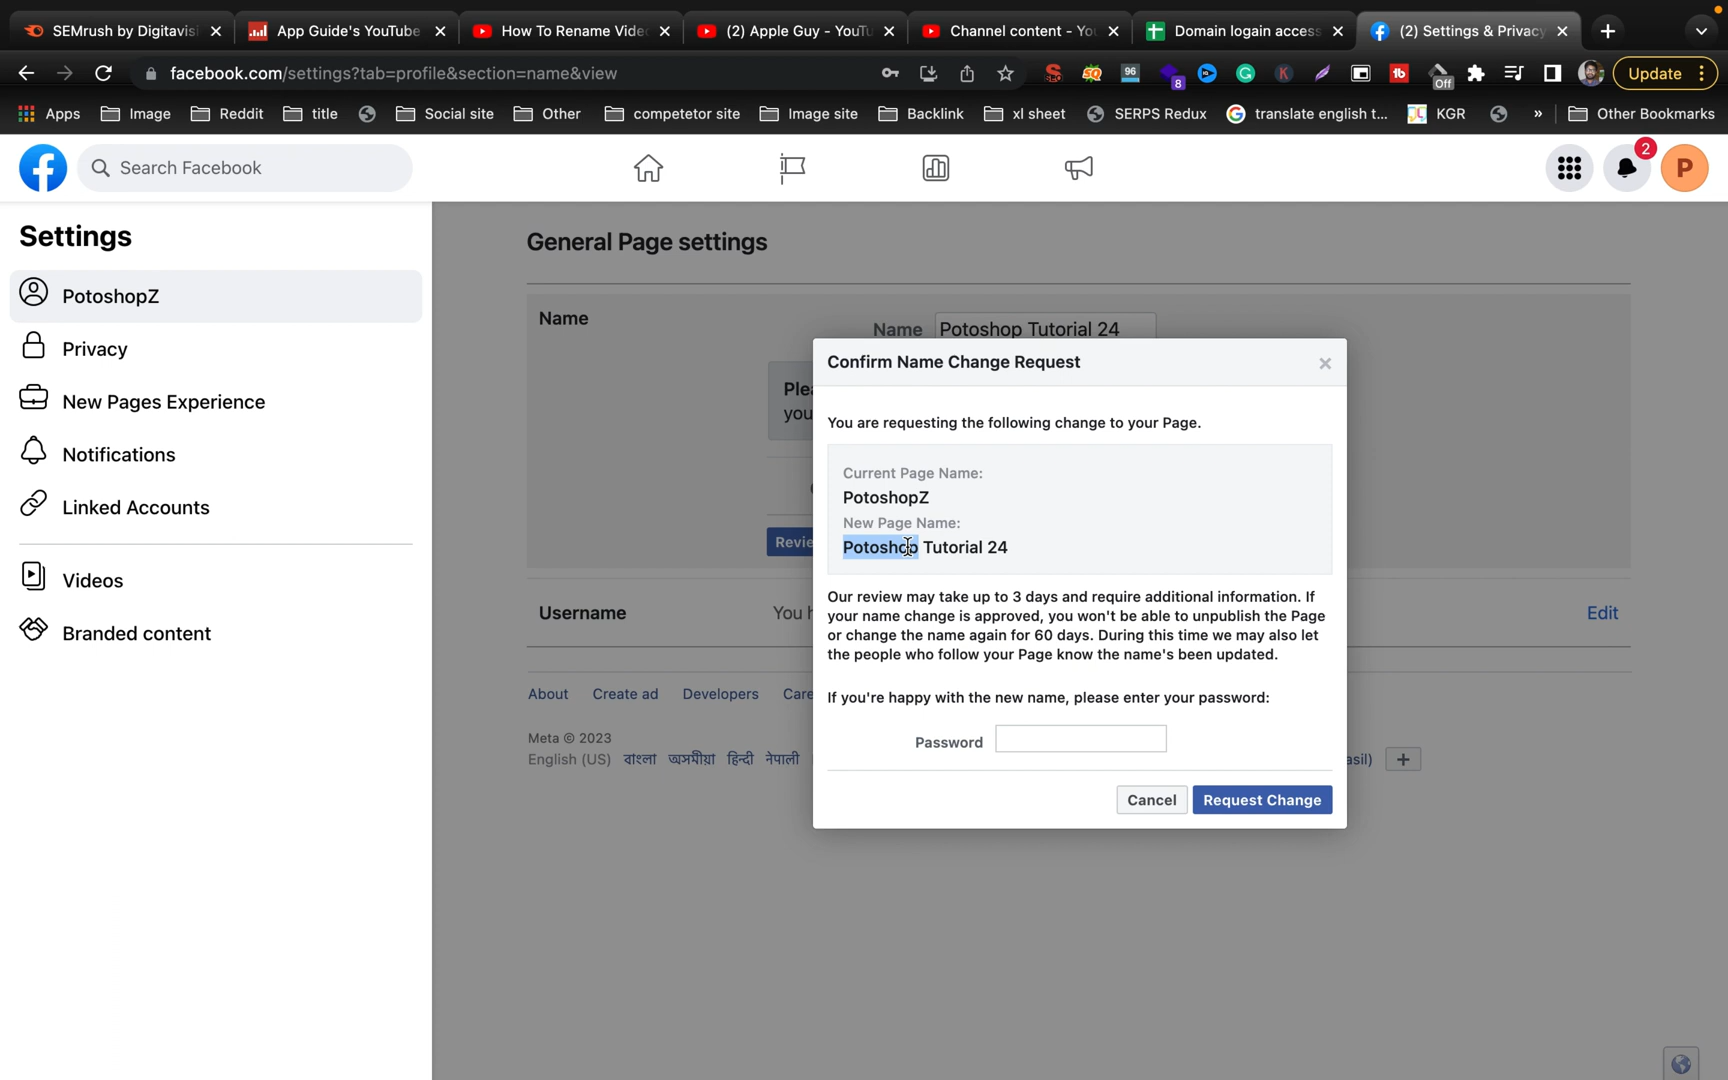 SEMrush by Digitavisi
App Guide's YouTube
How To Rename Vide
(2) Apple Guy - YouTu
Channel content - You
Domain logain access
(2) Settings & Privacy
facebook.com/settings?tab=profile&section=name&view
96
8
Off
Update
Apps
Image
Reddit
title
Social site
Other
competetor site
Image site
Backlink
xl sheet
SERPS Redux
translate english t...
KGR
»
Other Bookmarks
Search Facebook
2
P
Settings
PotoshopZ
Privacy
New Pages Experience
Notifications
Linked Accounts
Videos
Branded content
General Page settings
Name
Name
Potoshop Tutorial 24
Confirm Name Change Request
You are requesting the following change to your Page.
Current Page Name:
PotoshopZ
New Page Name:
Potoshop Tutorial 24
Our review may take up to 3 days and require additional information. If
your name change is approved, you won't be able to unpublish the Page
or change the name again for 60 days. During this time we may also let
the people who follow your Page know the name's been updated.
If you're happy with the new name, please enter your password:
Password
Cancel
Request Change
Username
Edit
About
Create ad
Developers
Meta © 2023
English (US)
বাংলা
অসমীয়া
हिन्दी
नेपाली